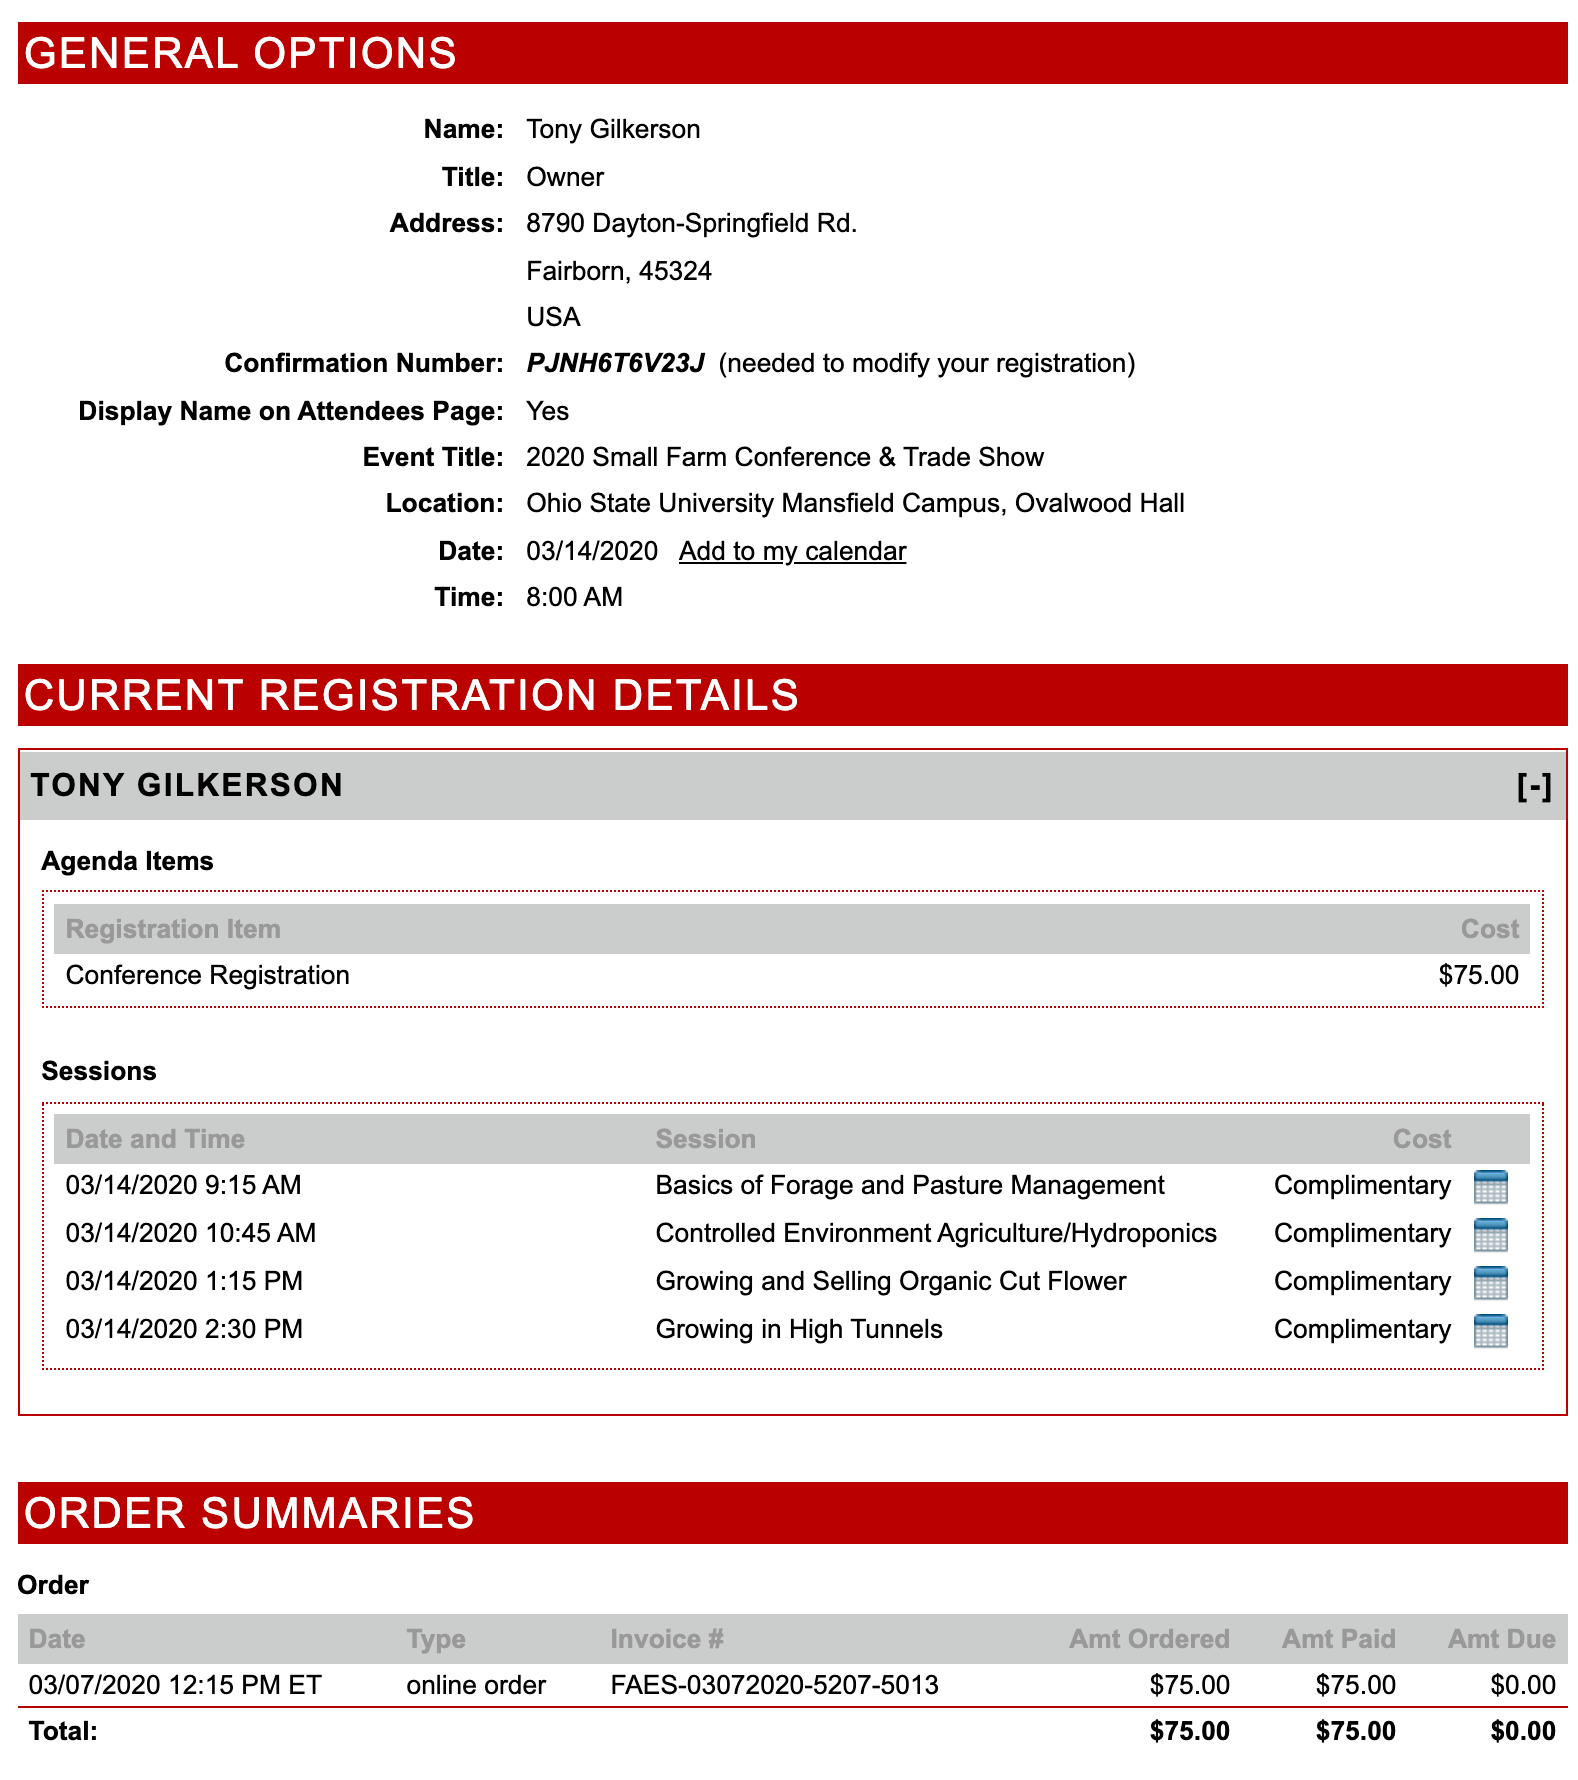 GENERAL OPTIONS
Name: Tony Gilkerson
Title: Owner
Address: 8790 Dayton-Springfield Rd.
Fairborn, 45324
USA
Confirmation Number: PJNH6T6V23J (needed to modify your registration)
Display Name on Attendees Page: Yes
Event Title: 2020 Small Farm Conference & Trade Show
Location: Ohio State University Mansfield Campus, Ovalwood Hall
Date: 03/14/2020 Add to my calendar
Time: 8:00 AM
CURRENT REGISTRATION DETAILS
TONY GILKERSON [-]
Agenda Items
Registration Item Cost
Conference Registration $75.00
Sessions
Date and Time Session Cost
03/14/2020 9:15 AM Basics of Forage and Pasture Management Complimentary
03/14/2020 10:45 AM Controlled Environment Agriculture/Hydroponics Complimentary
03/14/2020 1:15 PM Growing and Selling Organic Cut Flower Complimentary
03/14/2020 2:30 PM Growing in High Tunnels Complimentary
ORDER SUMMARIES
Order
Date Type Invoice # Amt Ordered Amt Paid Amt Due
03/07/2020 12:15 PM ET online order FAES-03072020-5207-5013 $75.00 $75.00 $0.00
Total: $75.00 $75.00 $0.00